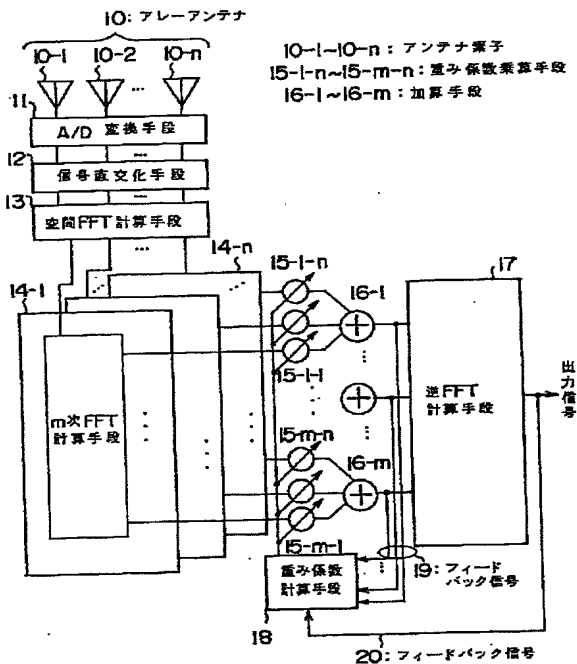 10: アレーアンテナ
10-1 10-2 10-n
10-1~10-n: アンテナ素子
15-1-n~15-m-n: 重み係数乗算手段
16-1~16-m: 加算手段
11
A/D 変換手段
12
信号直交化手段
13
空間FFT計算手段
14-n
14-1
15-1-n
16-1
17
15-1-1
m次FFT
計算手段
逆FFT
計算手段
出力信号
15-m-n
16-m
15-m-1
重み係数
計算手段
18
19: フィード
バック信号
20: フィードバック信号